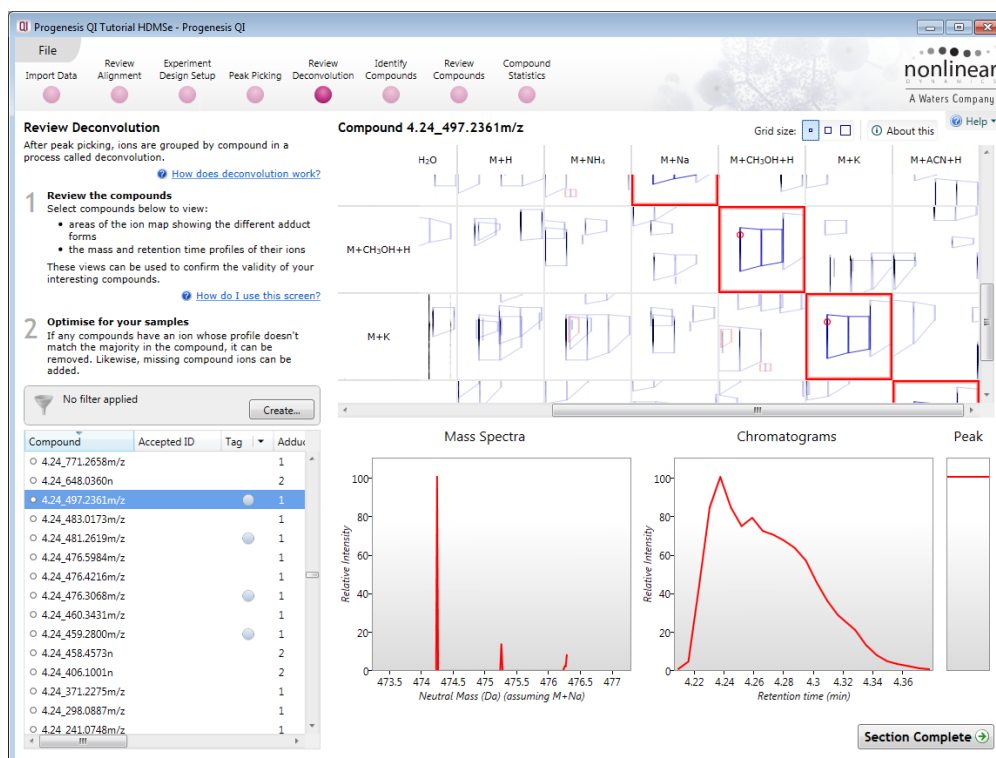 Progenesis QI Tutorial HDMSe - Progenesis QI
File
Import Data
Review Alignment
Experiment Design Setup
Peak Picking
Review Deconvolution
Identify Compounds
Review Compounds
Compound Statistics
nonlinear
DYNAMICS
A Waters Company
Review Deconvolution
After peak picking, ions are grouped by compound in a
process called deconvolution.
How does deconvolution work?
1 Review the compounds
Select compounds below to view:
• areas of the ion map showing the different adduct
forms
• the mass and retention time profiles of their ions
These views can be used to confirm the validity of your
interesting compounds.
How do I use this screen?
2 Optimise for your samples
If any compounds have an ion whose profile doesn't
match the majority in the compound, it can be
removed. Likewise, missing compound ions can be
added.
No filter applied
Create...
Compound Accepted ID Tag Adduc
4.24_771.2658m/z 1
4.24_648.0360n 2
4.24_497.2361m/z 1
4.24_483.0173m/z 1
4.24_481.2619m/z 1
4.24_476.5984m/z 1
4.24_476.4216m/z 1
4.24_476.3068m/z 1
4.24_460.3431m/z 1
4.24_459.2800m/z 1
4.24_458.4573n 2
4.24_406.1001n 2
4.24_371.2275m/z 1
4.24_298.0887m/z 1
4.24_241.0748m/z 1
Compound 4.24_497.2361m/z
Grid size:
About this
Help
H₂O M+H M+NH₄ M+Na M+CH₃OH+H M+K M+ACN+H
M+CH₃OH+H
M+K
Mass Spectra
Relative Intensity
100
80
60
40
20
0
473.5 474 474.5 475 475.5 476 476.5 477
Neutral Mass (Da) (assuming M+Na)
Chromatograms
Relative Intensity
100
80
60
40
20
0
4.22 4.24 4.26 4.28 4.3 4.32 4.34 4.36
Retention time (min)
Peak
Section Complete